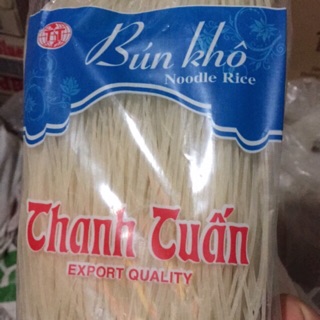 Bún khô
Noodle Rice
Thanh Tuấn
EXPORT QUALITY